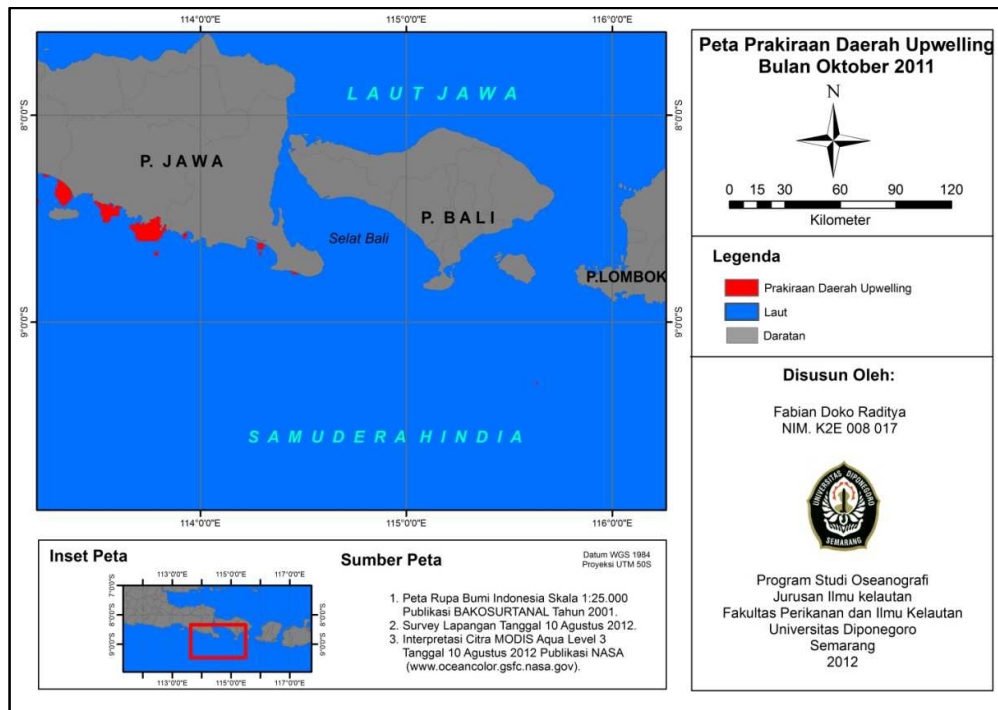 114°0'0"E 115°0'0"E 116°0'0"E
8°0'0"S
9°0'0"S
LAUT JAWA
P. JAWA
P. BALI
Selat Bali
P.LOMBOK
SAMUDERA HINDIA
8°0'0"S
9°0'0"S
114°0'0"E 115°0'0"E 116°0'0"E
Peta Prakiraan Daerah Upwelling
Bulan Oktober 2011
N
0 15 30 60 90 120
Kilometer
Legenda
Prakiraan Daerah Upwelling
Laut
Daratan
Disusun Oleh:
Fabian Doko Raditya
NIM. K2E 008 017
UNIVERSITAS DIPONEGORO
SEMARANG
Program Studi Oseanografi
Jurusan Ilmu kelautan
Fakultas Perikanan dan Ilmu Kelautan
Universitas Diponegoro
Semarang
2012
Inset Peta
113°0'0"E 115°0'0"E 117°0'0"E
7°0'0"S
8°0'0"S
9°0'0"S
8°0'0"S
9°0'0"S
113°0'0"E 115°0'0"E 117°0'0"E
Sumber Peta
Datum WGS 1984
Proyeksi UTM 50S
1. Peta Rupa Bumi Indonesia Skala 1:25.000
Publikasi BAKOSURTANAL Tahun 2001.
2. Survey Lapangan Tanggal 10 Agustus 2012.
3. Interpretasi Citra MODIS Aqua Level 3
Tanggal 10 Agustus 2012 Publikasi NASA
(www.oceancolor.gsfc.nasa.gov).